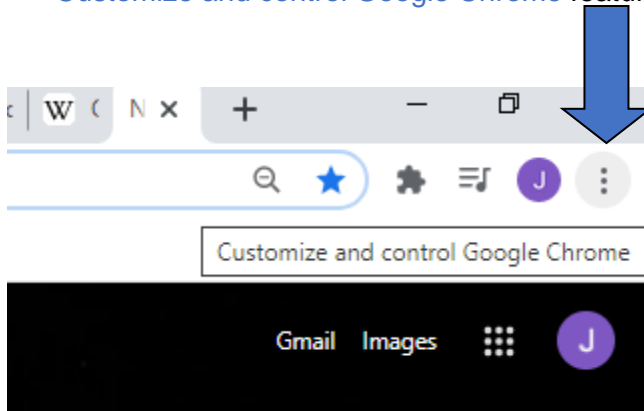 Customize and control Google Chrome
W N
J
Customize and control Google Chrome
Gmail Images
J